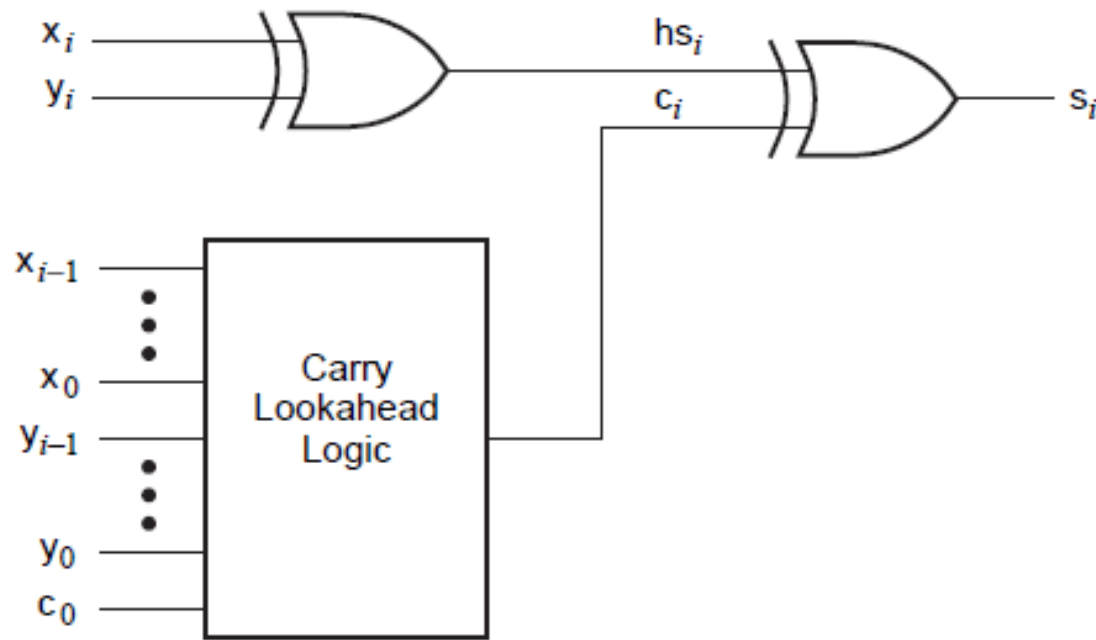 xᵢ
yᵢ
hsᵢ
cᵢ
sᵢ
xᵢ₋₁
x₀
yᵢ₋₁
y₀
c₀
Carry
Lookahead
Logic